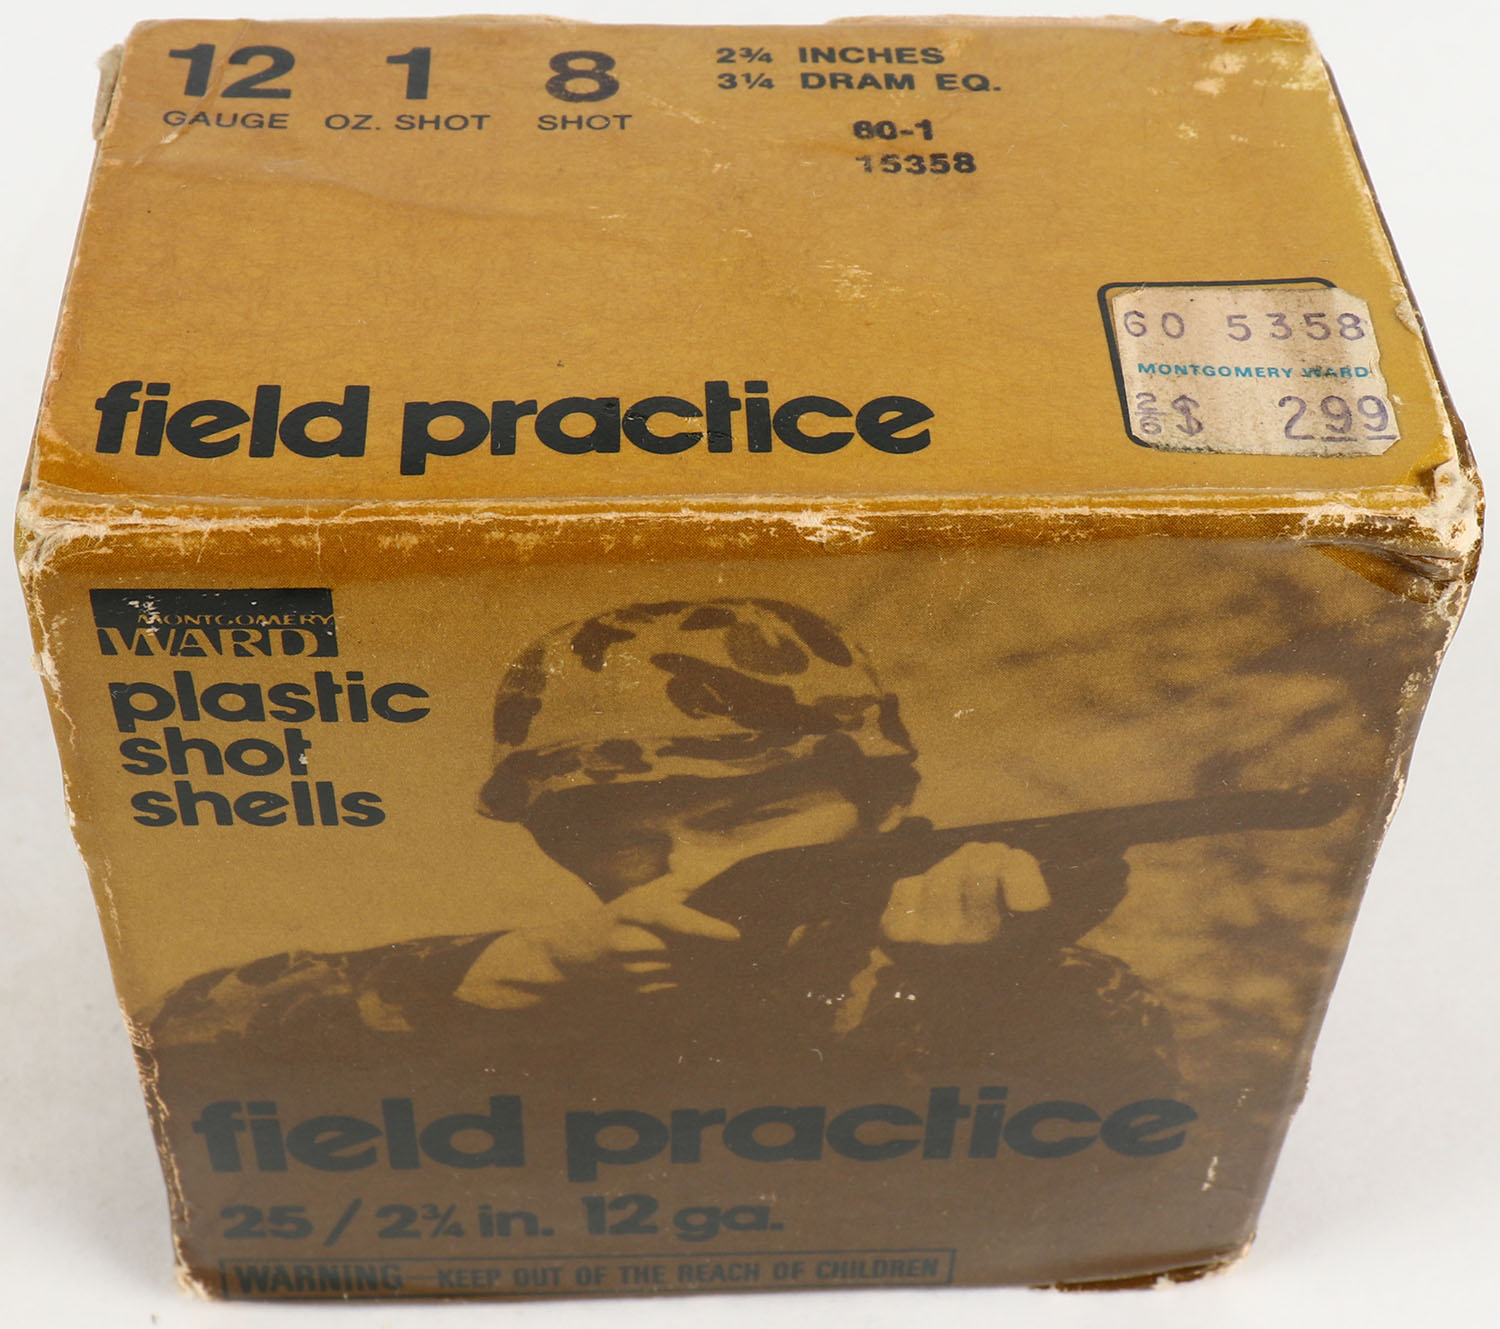 12 1 8
GAUGE OZ. SHOT SHOT
2¾ INCHES
3¼ DRAM EQ.
60-1
15358
field practice
60 5358
MONTGOMERY WARD
2/6 $ 299
MONTGOMERY
WARD
plastic
shot
shells
field practice
25 / 2¾ in. 12 ga.
WARNING—KEEP OUT OF THE REACH OF CHILDREN